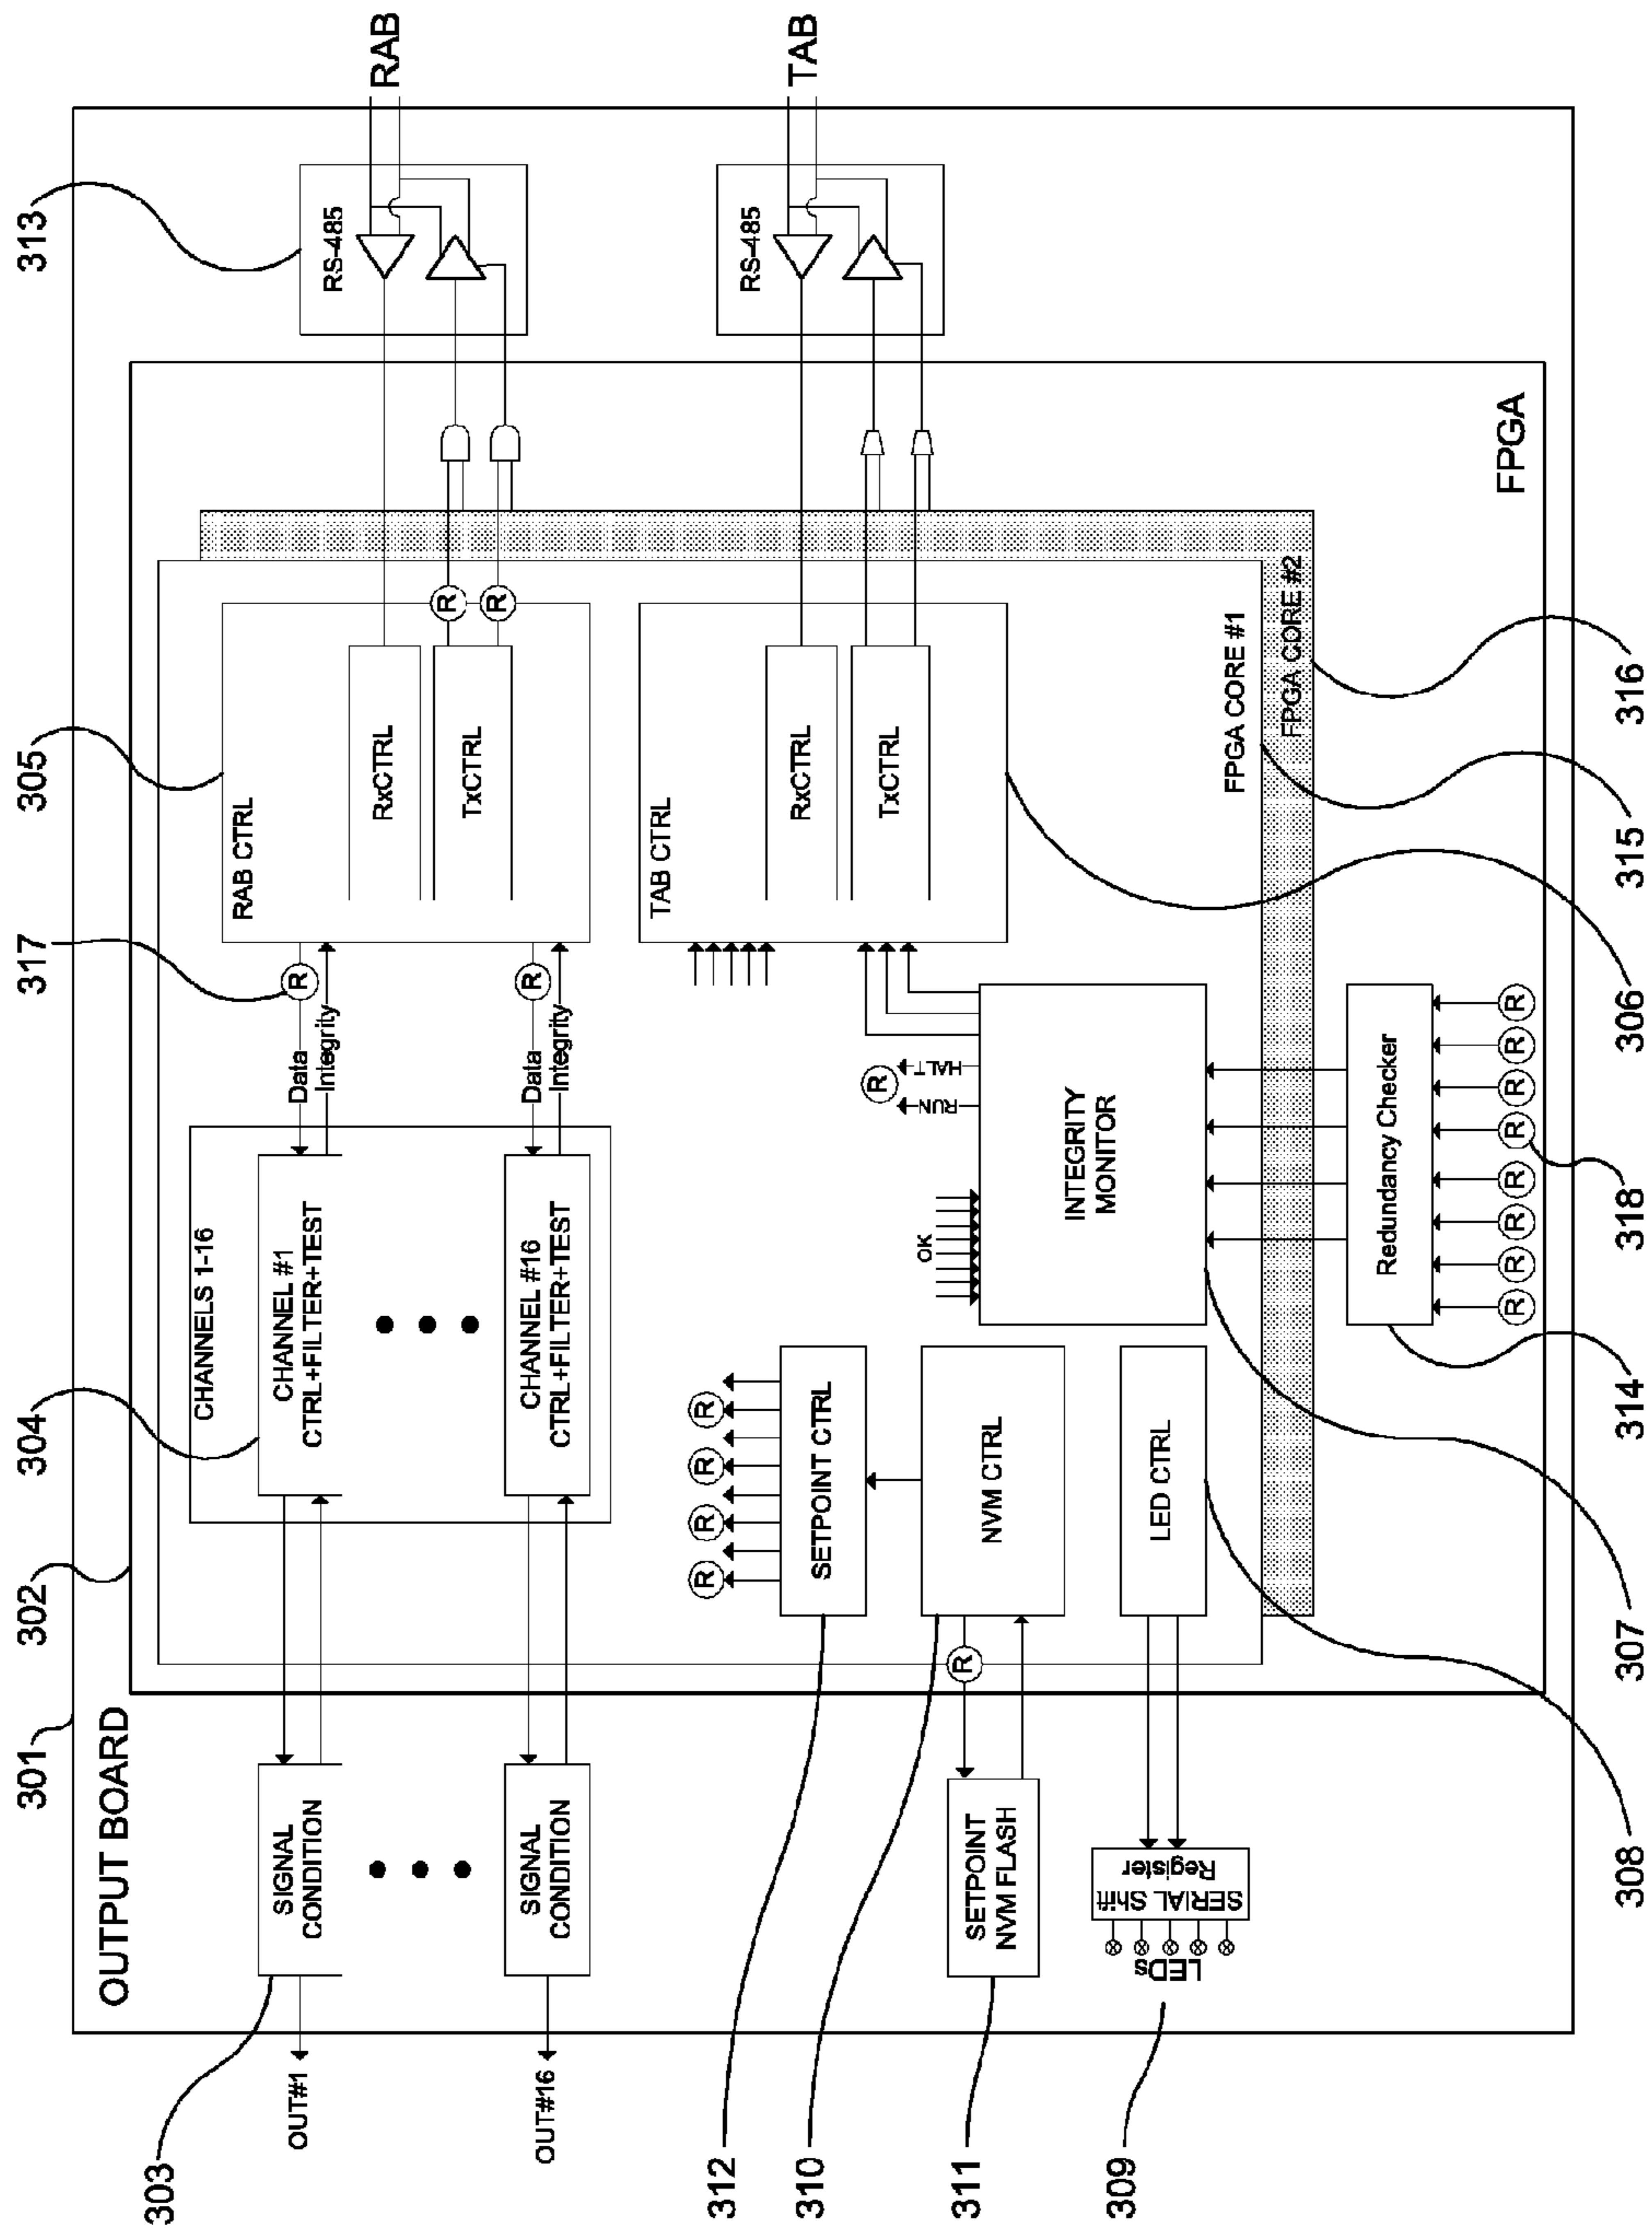 301
302
304
317
305
313
OUTPUT BOARD
303
OUT#1
SIGNAL
CONDITION
OUT#16
SIGNAL
CONDITION
CHANNELS 1-16
CHANNEL #1
CTRL+FILTER+TEST
CHANNEL #16
CTRL+FILTER+TEST
Data
R
Integrity
Data
R
Integrity
RAB CTRL
RxCTRL
TxCTRL
R
R
RS-485
RAB
TAB CTRL
RxCTRL
TxCTRL
RS-485
TAB
R
R
R
R
SETPOINT CTRL
NVM CTRL
R
SETPOINT
NVM FLASH
LED CTRL
SERIAL Shift
Register
LEDs
OK
RUN
HALT
R
INTEGRITY
MONITOR
FPGA CORE #1
FPGA CORE #2
FPGA
Redundancy Checker
R
R
R
R
R
R
R
R
312
310
311
309
308
307
314
318
306
315
316